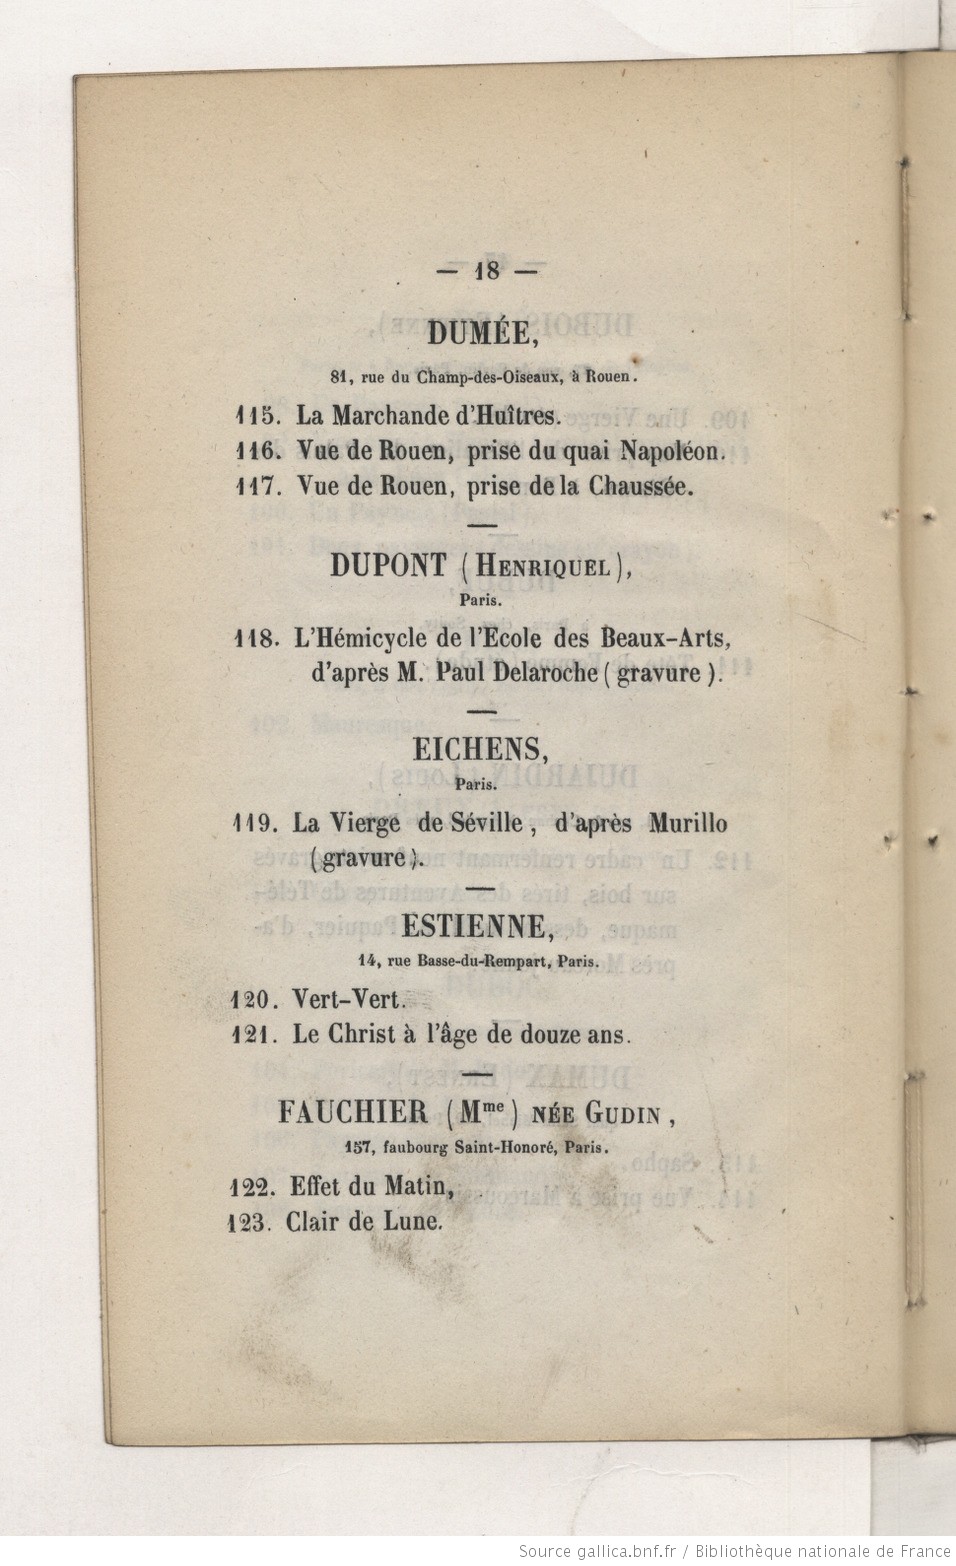 — 18 —
DUMÉE,
81, rue du Champ-des-Oiseaux, à Rouen.
115. La Marchande d'Huîtres.
116. Vue de Rouen, prise du quai Napoléon.
117. Vue de Rouen, prise de la Chaussée.
DUPONT (HENRIQUEL),
Paris.
118. L'Hémicycle de l'Ecole des Beaux-Arts,
d'après M. Paul Delaroche (gravure).
EICHENS,
Paris.
119. La Vierge de Séville, d'après Murillo
(gravure).
ESTIENNE,
14, rue Basse-du-Rempart, Paris.
120. Vert-Vert.
121. Le Christ à l'âge de douze ans.
FAUCHIER (Mme) NÉE GUDIN,
157, faubourg Saint-Honoré, Paris.
122. Effet du Matin,
123. Clair de Lune.
Source gallica.bnf.fr / Bibliothèque nationale de France